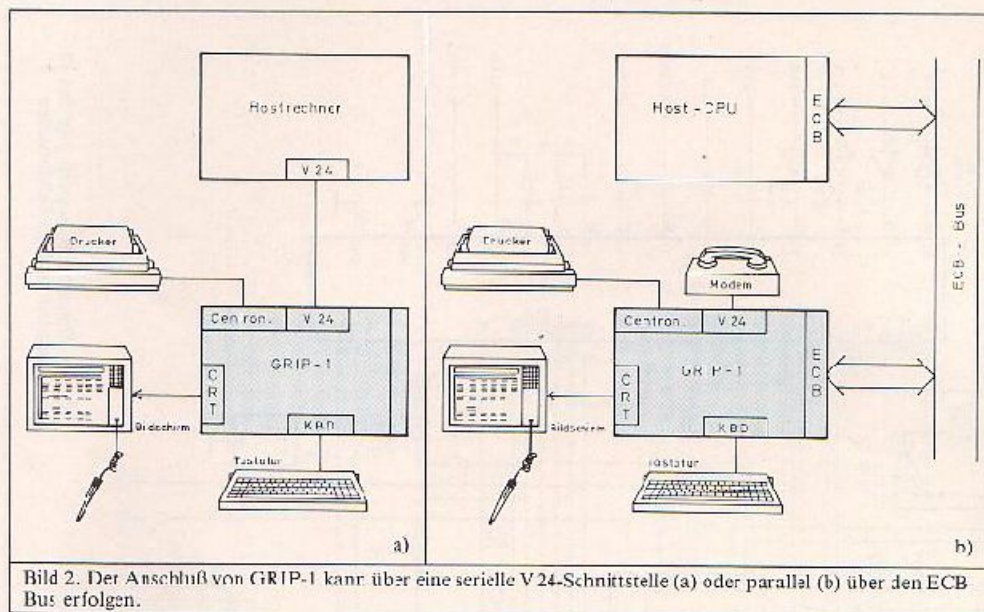 Hostrechner
V 24
Drucker
Centron.
V 24
GRIP-1
CRT
KBD
Bildschirm
Tastatur
a)
Host-CPU
ECB
ECB - Bus
Drucker
Modem
Centron.
V 24
GRIP-1
ECB
CRT
KBD
Bildschirm
Tastatur
b)
Bild 2. Der Anschluß von GRIP-1 kann über eine serielle V24-Schnittstelle (a) oder parallel (b) über den ECB
Bus erfolgen.